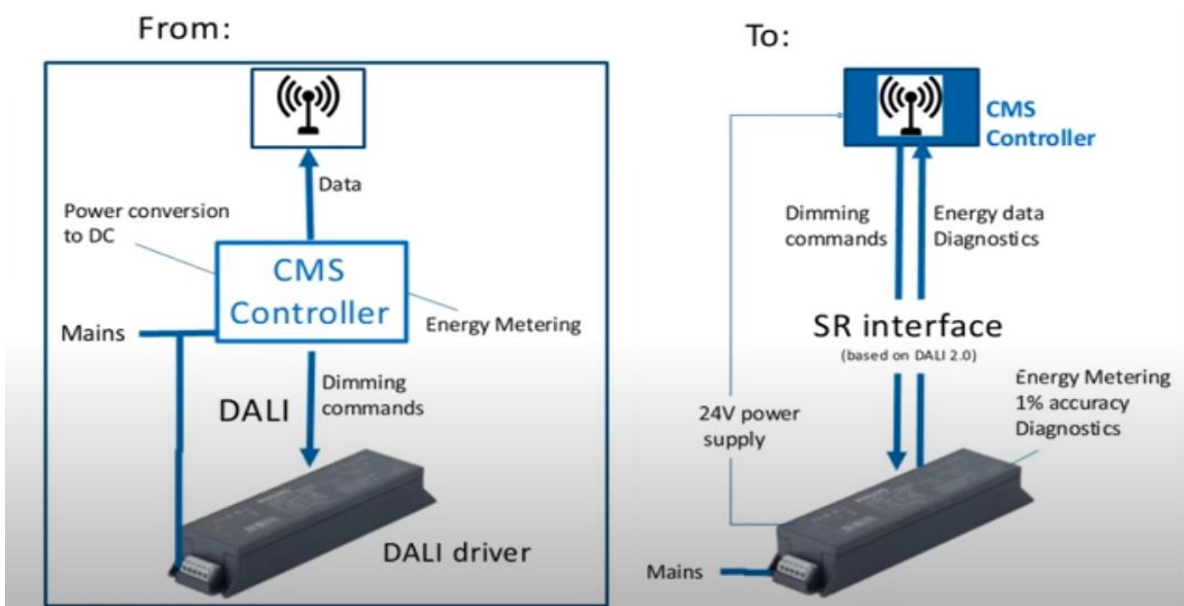 From:
Data
Power conversion
to DC
CMS
Controller
Mains
Energy Metering
Dimming
commands
DALI
DALI driver
To:
CMS
Controller
Dimming
commands
Energy data
Diagnostics
SR interface
(based on DALI 2.0)
Energy Metering
1% accuracy
Diagnostics
24V power
supply
Mains